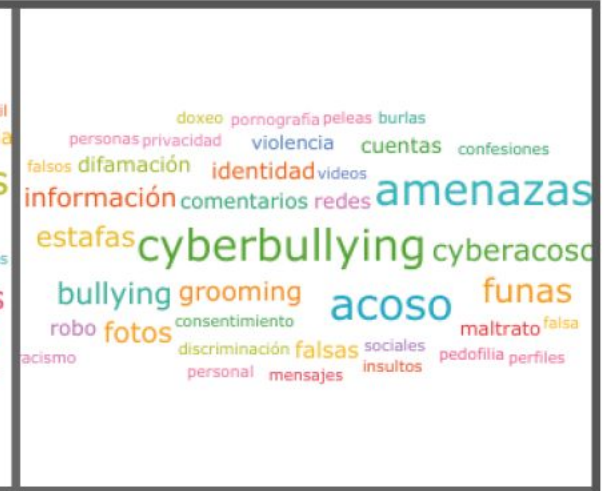 doxeo pornografía peleas burlas
personas privacidad violencia cuentas confesiones
falsos difamación identidad videos
información comentarios redes amenazas
estafas cyberbullying cyberacoso
bullying grooming acoso funas
robo fotos consentimiento maltrato falsa
racismo discriminación falsas sociales pedofilia perfiles
personal mensajes insultos